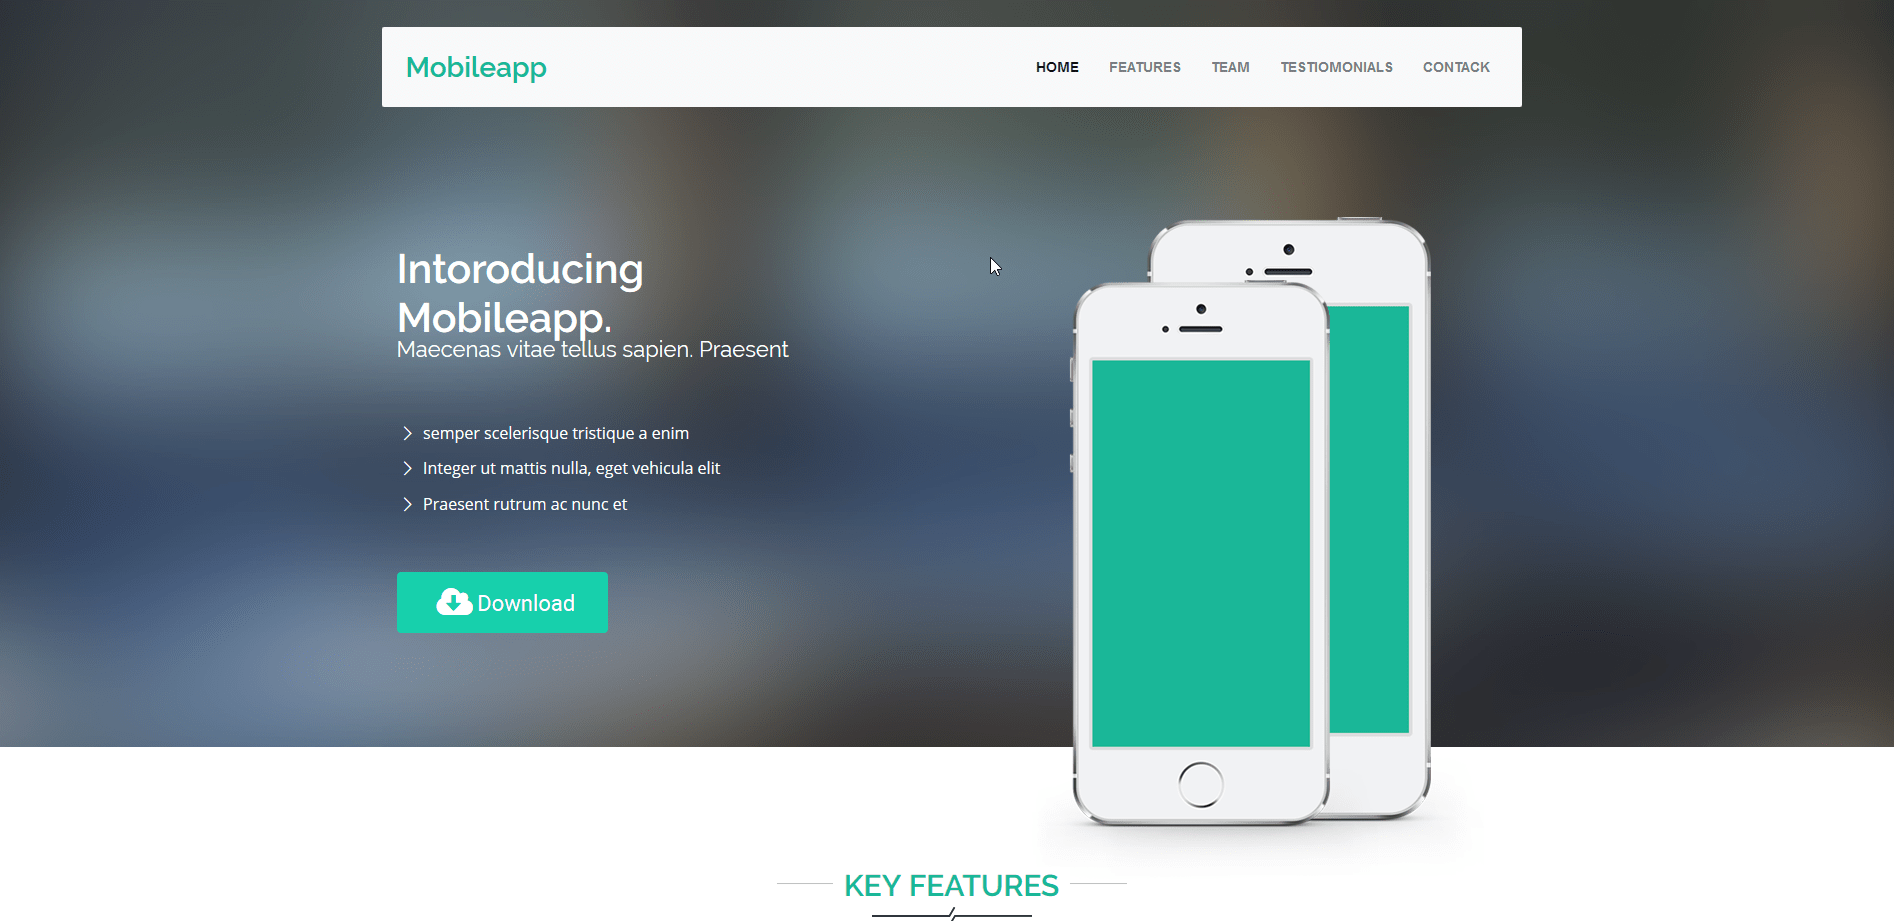 Mobileapp
HOME FEATURES TEAM TESTIOMONIALS CONTACK
Intoroducing
Mobileapp.
Maecenas vitae tellus sapien. Praesent
semper scelerisque tristique a enim
Integer ut mattis nulla, eget vehicula elit
Praesent rutrum ac nunc et
Download
KEY FEATURES